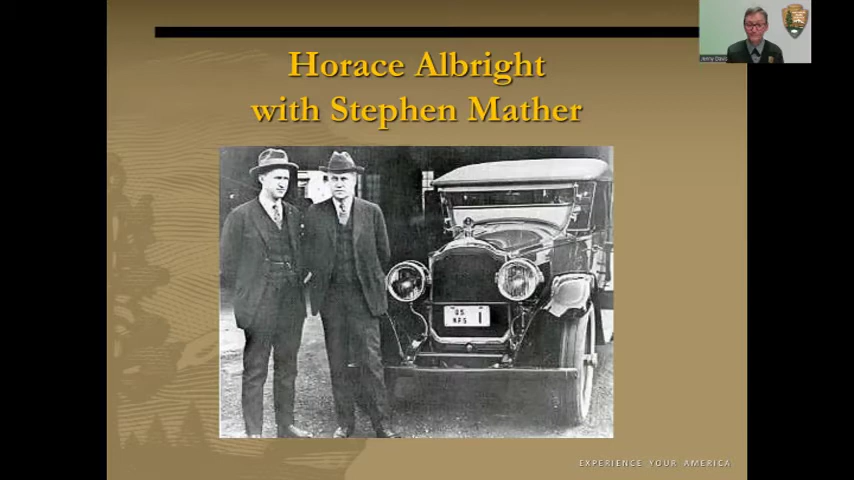 Horace Albright
with Stephen Mather
US
NPS
1
EXPERIENCE YOUR AMERICA